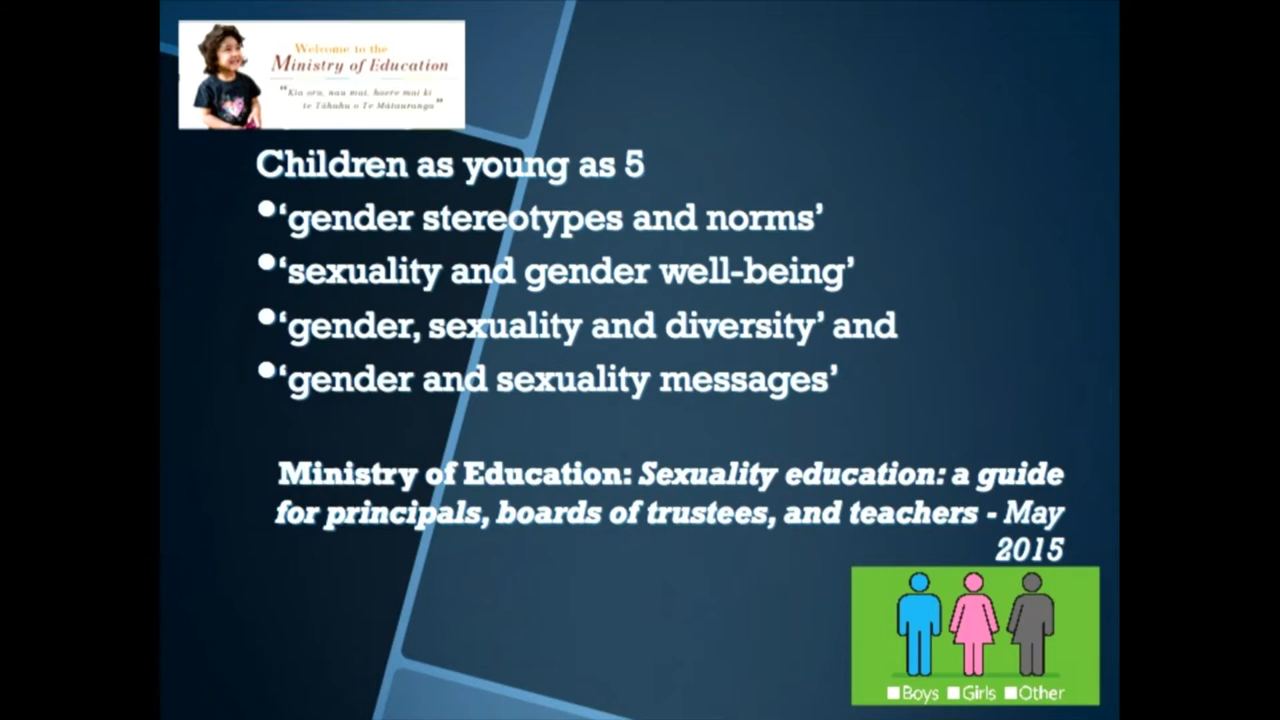 Welcome to the
Ministry of Education
"Kia ora, nau mai, haere mai ki
te Tāhuhu o Te Mātauranga"
Children as young as 5
•‘gender stereotypes and norms’
•‘sexuality and gender well-being’
•‘gender, sexuality and diversity’ and
•‘gender and sexuality messages’
Ministry of Education: Sexuality education: a guide
for principals, boards of trustees, and teachers - May
2015
Boys Girls Other